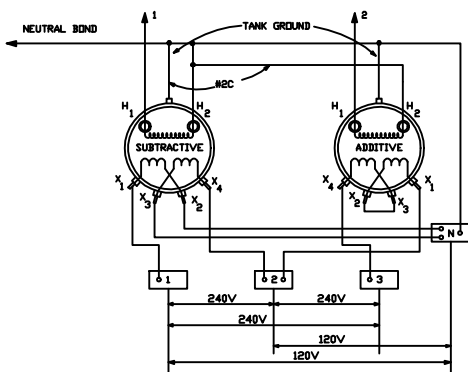 1
2
NEUTRAL BOND
TANK GROUND
#2C
H1
H2
H1
H2
SUBTRACTIVE
ADDITIVE
X1
X3
X2
X4
X4
X2
X3
X1
N
1
2
3
240V
240V
240V
120V
120V